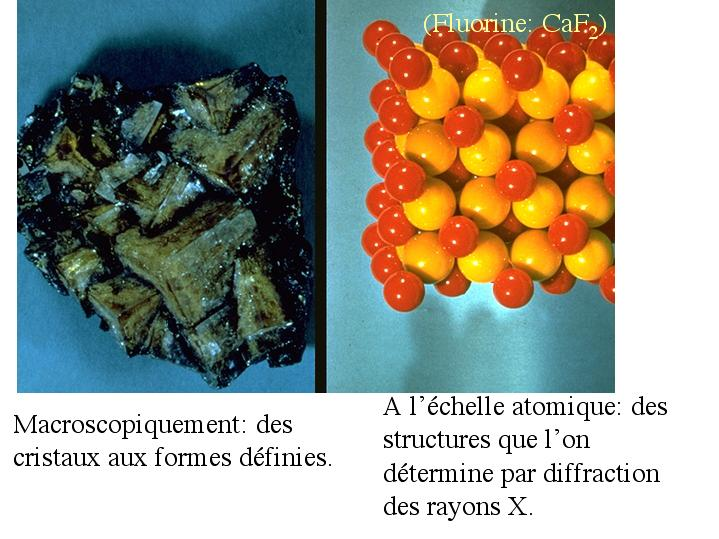 (Fluorine: CaF2)
Macroscopiquement: des
cristaux aux formes définies.
A l’échelle atomique: des
structures que l’on
détermine par diffraction
des rayons X.